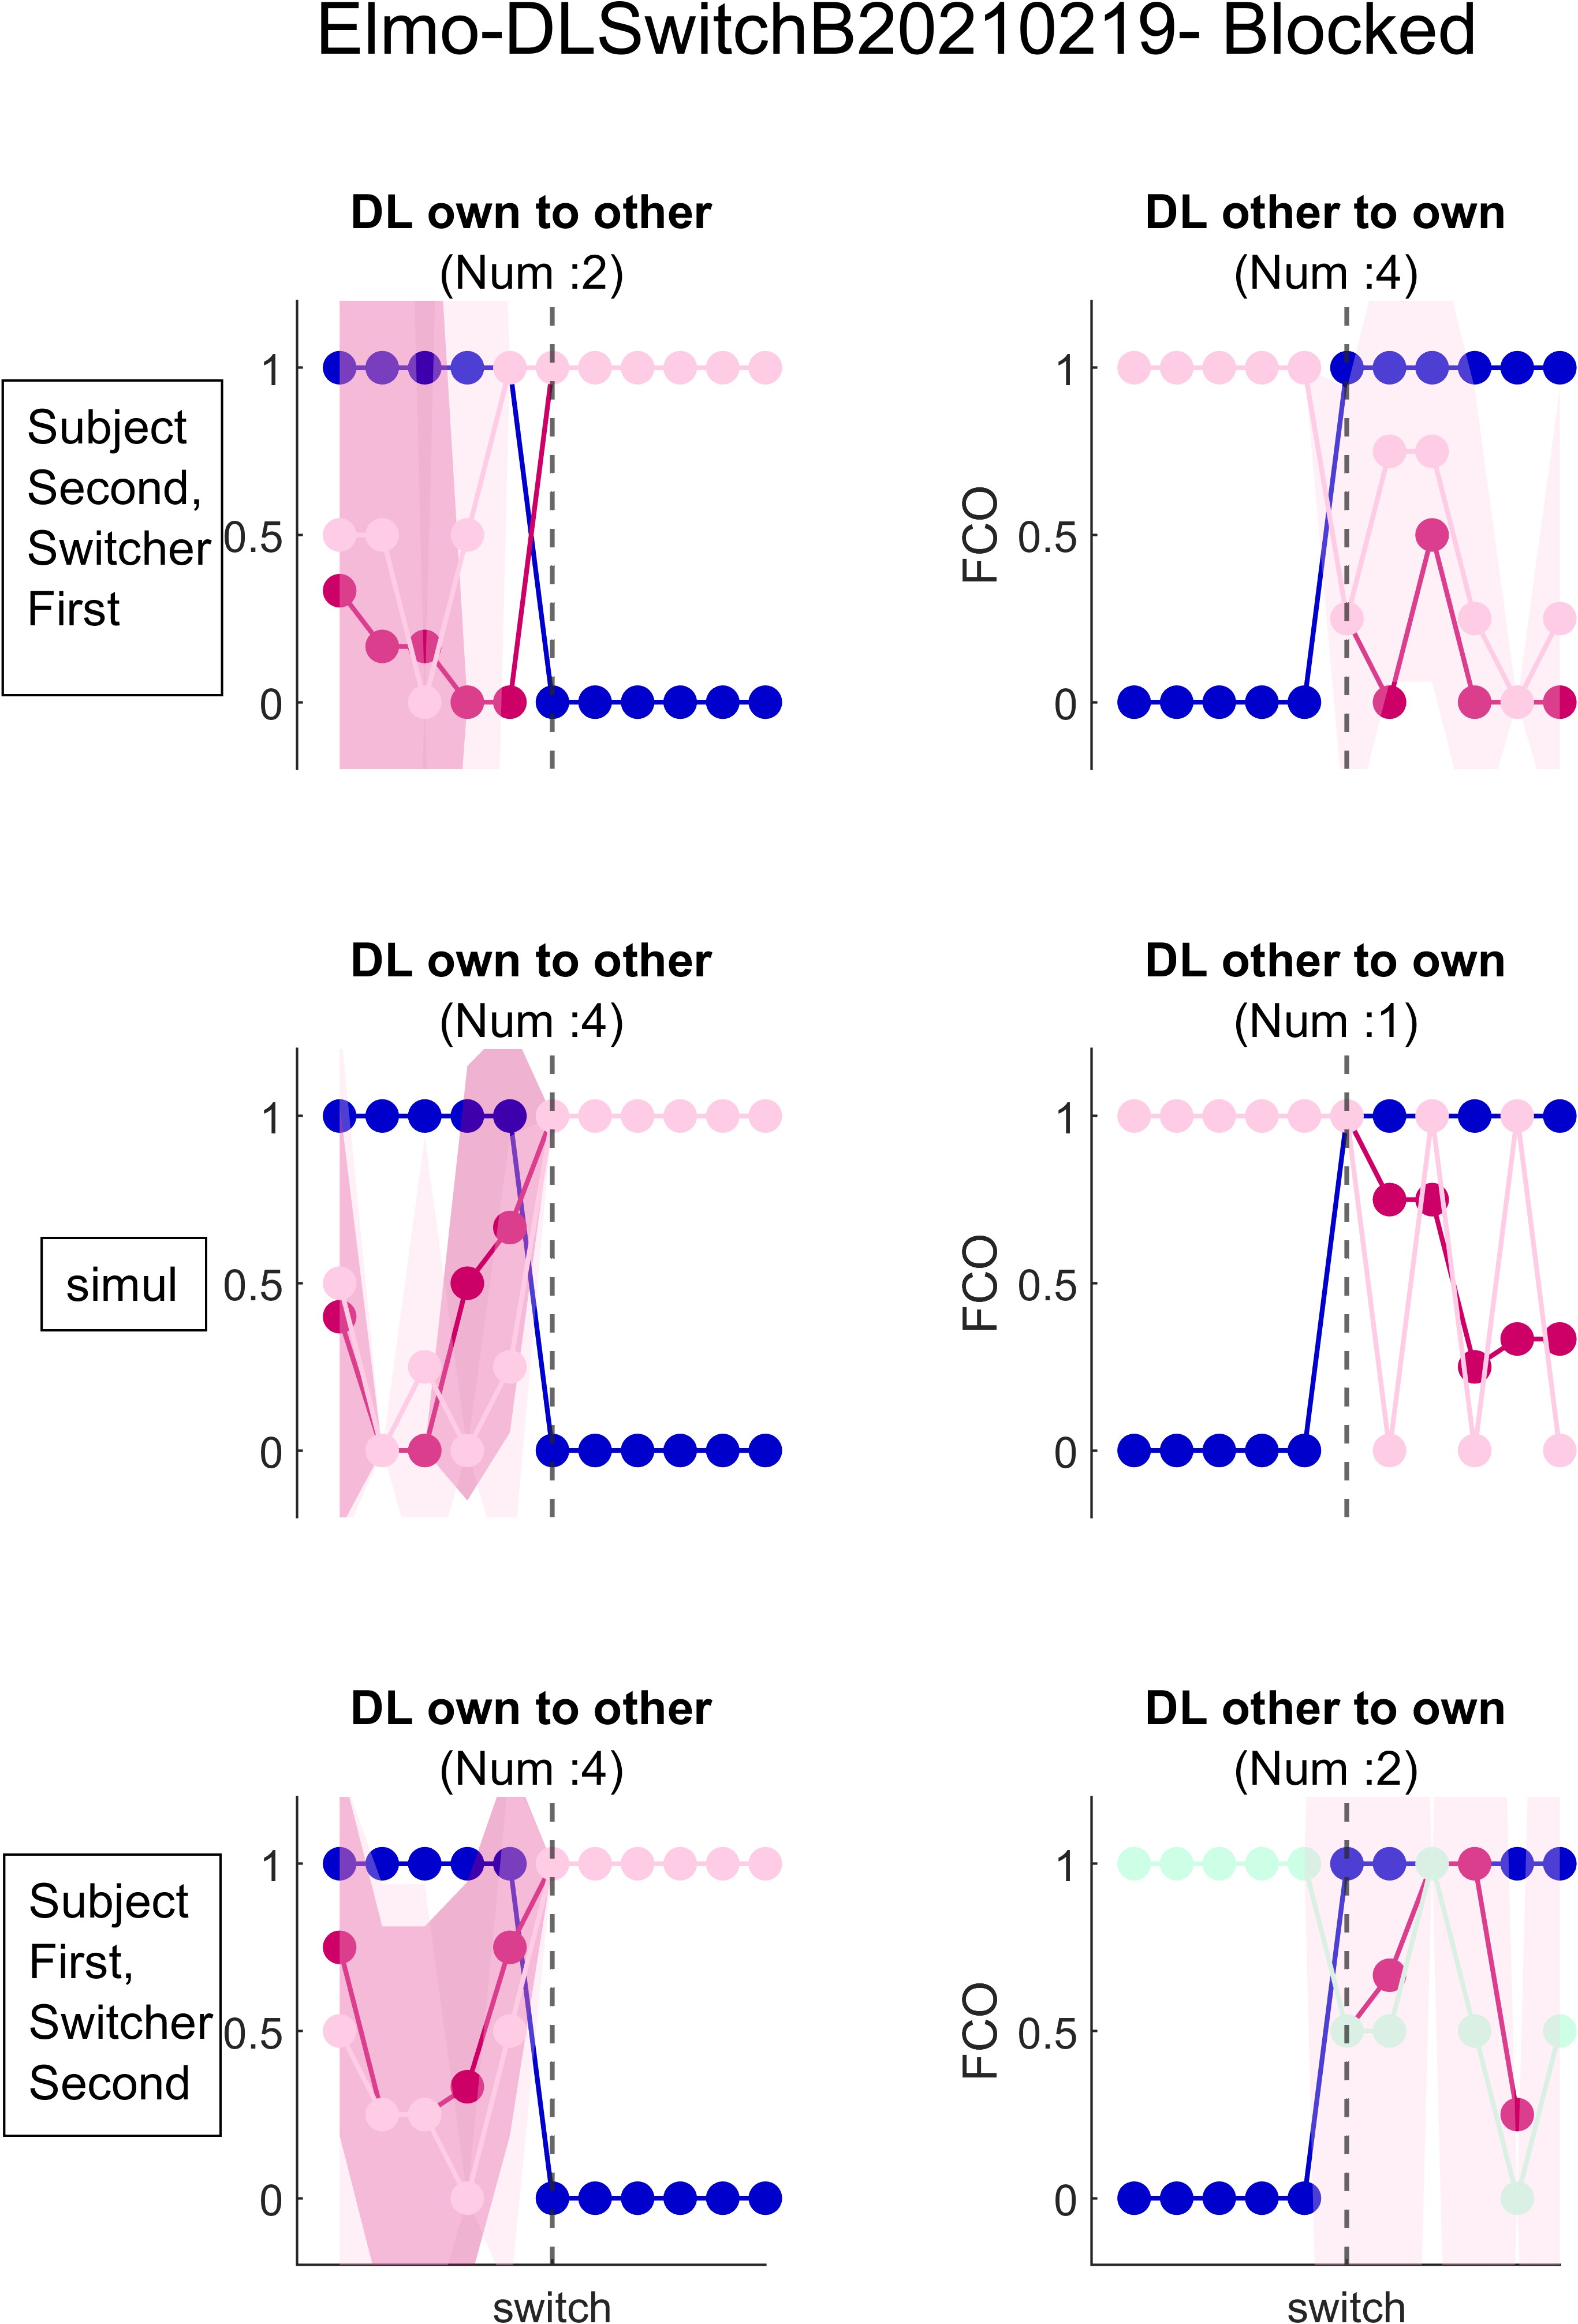 Elmo-DLSwitchB20210219- Blocked
DL own to other
(Num :2)
DL other to own
(Num :4)
Subject
Second,
Switcher
First
1
0.5
0
FCO
1
0.5
0
DL own to other
(Num :4)
DL other to own
(Num :1)
simul
1
0.5
0
FCO
1
0.5
0
DL own to other
(Num :4)
DL other to own
(Num :2)
Subject
First,
Switcher
Second
1
0.5
0
switch
FCO
1
0.5
0
switch